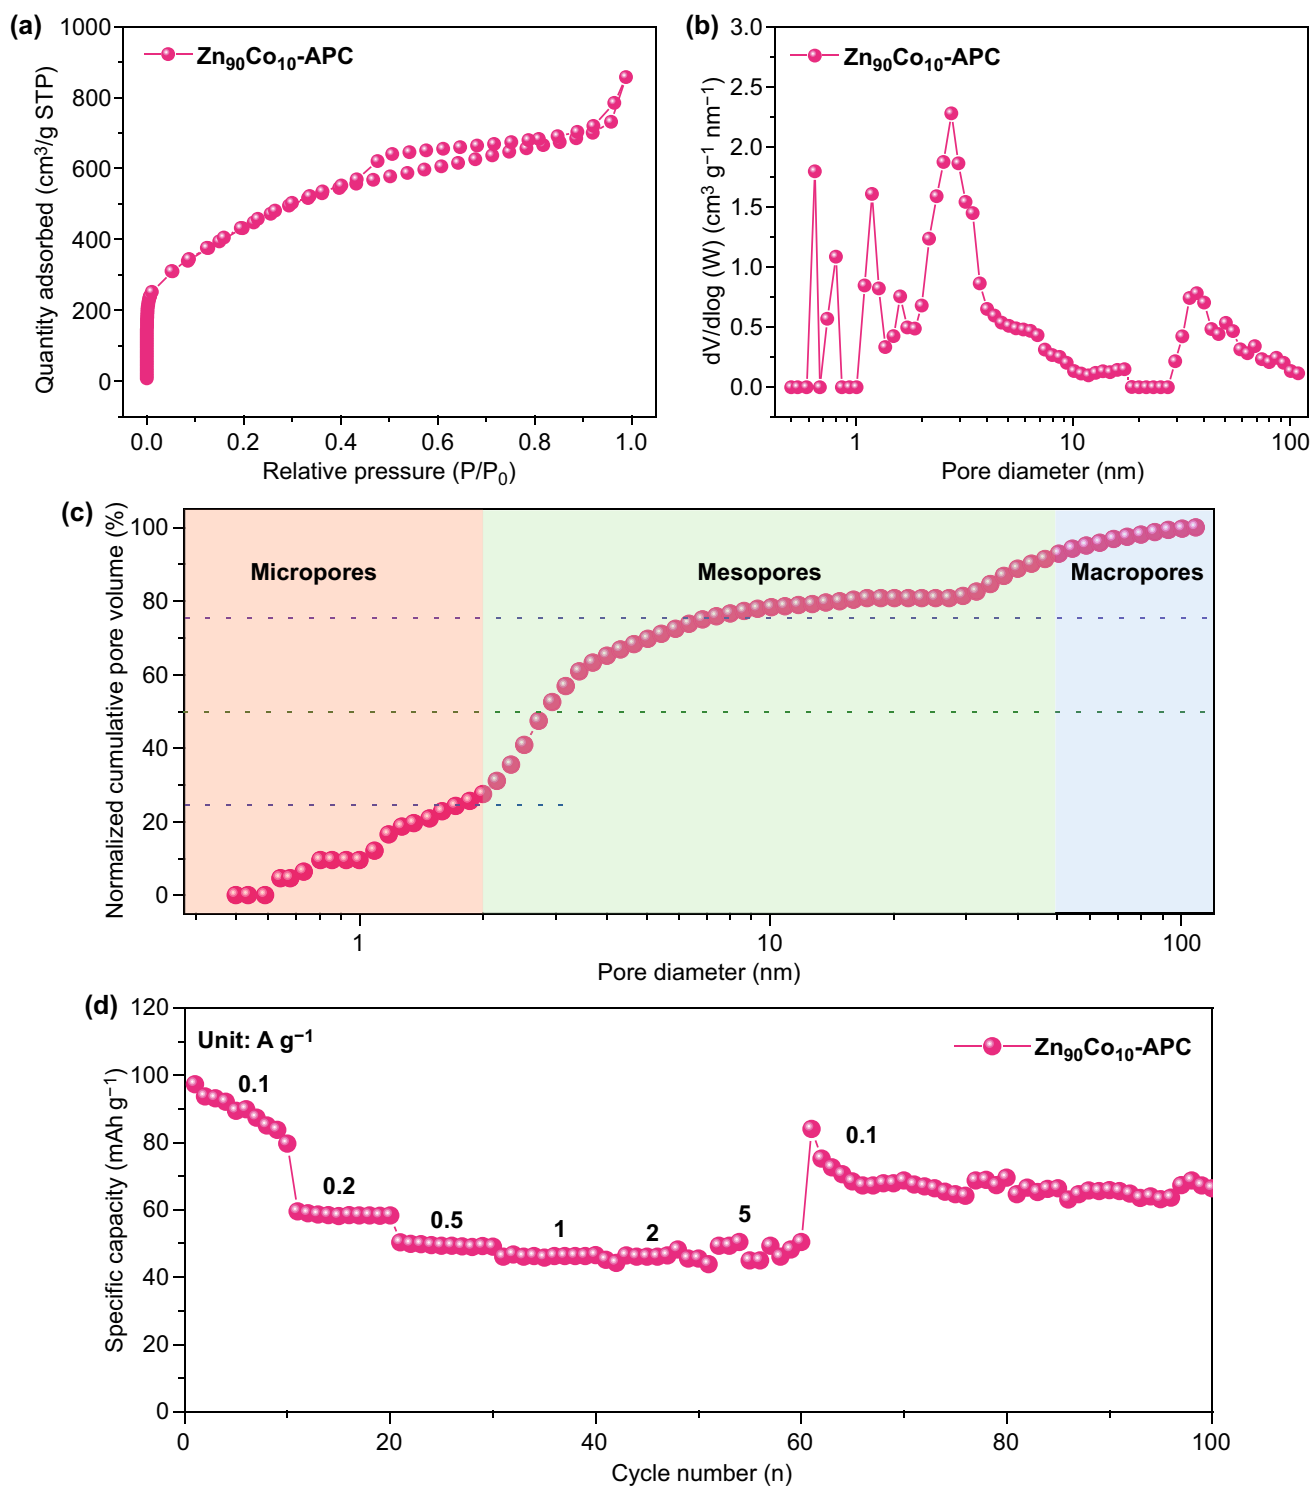 (a)
Zn₉₀Co₁₀-APC
Quantity adsorbed (cm³/g STP)
1000
800
600
400
200
0
0.0 0.2 0.4 0.6 0.8 1.0
Relative pressure (P/P₀)
(b)
Zn₉₀Co₁₀-APC
dV/dlog (W) (cm³ g⁻¹ nm⁻¹)
3.0
2.5
2.0
1.5
1.0
0.5
0.0
1 10 100
Pore diameter (nm)
(c)
Normalized cumulative pore volume (%)
100
80
60
40
20
0
Micropores Mesopores Macropores
1 10 100
Pore diameter (nm)
(d)
Specific capacity (mAh g⁻¹)
120
100
80
60
40
20
0
Unit: A g⁻¹
Zn₉₀Co₁₀-APC
0.1
0.2
0.5
1
2
5
0.1
0 20 40 60 80 100
Cycle number (n)